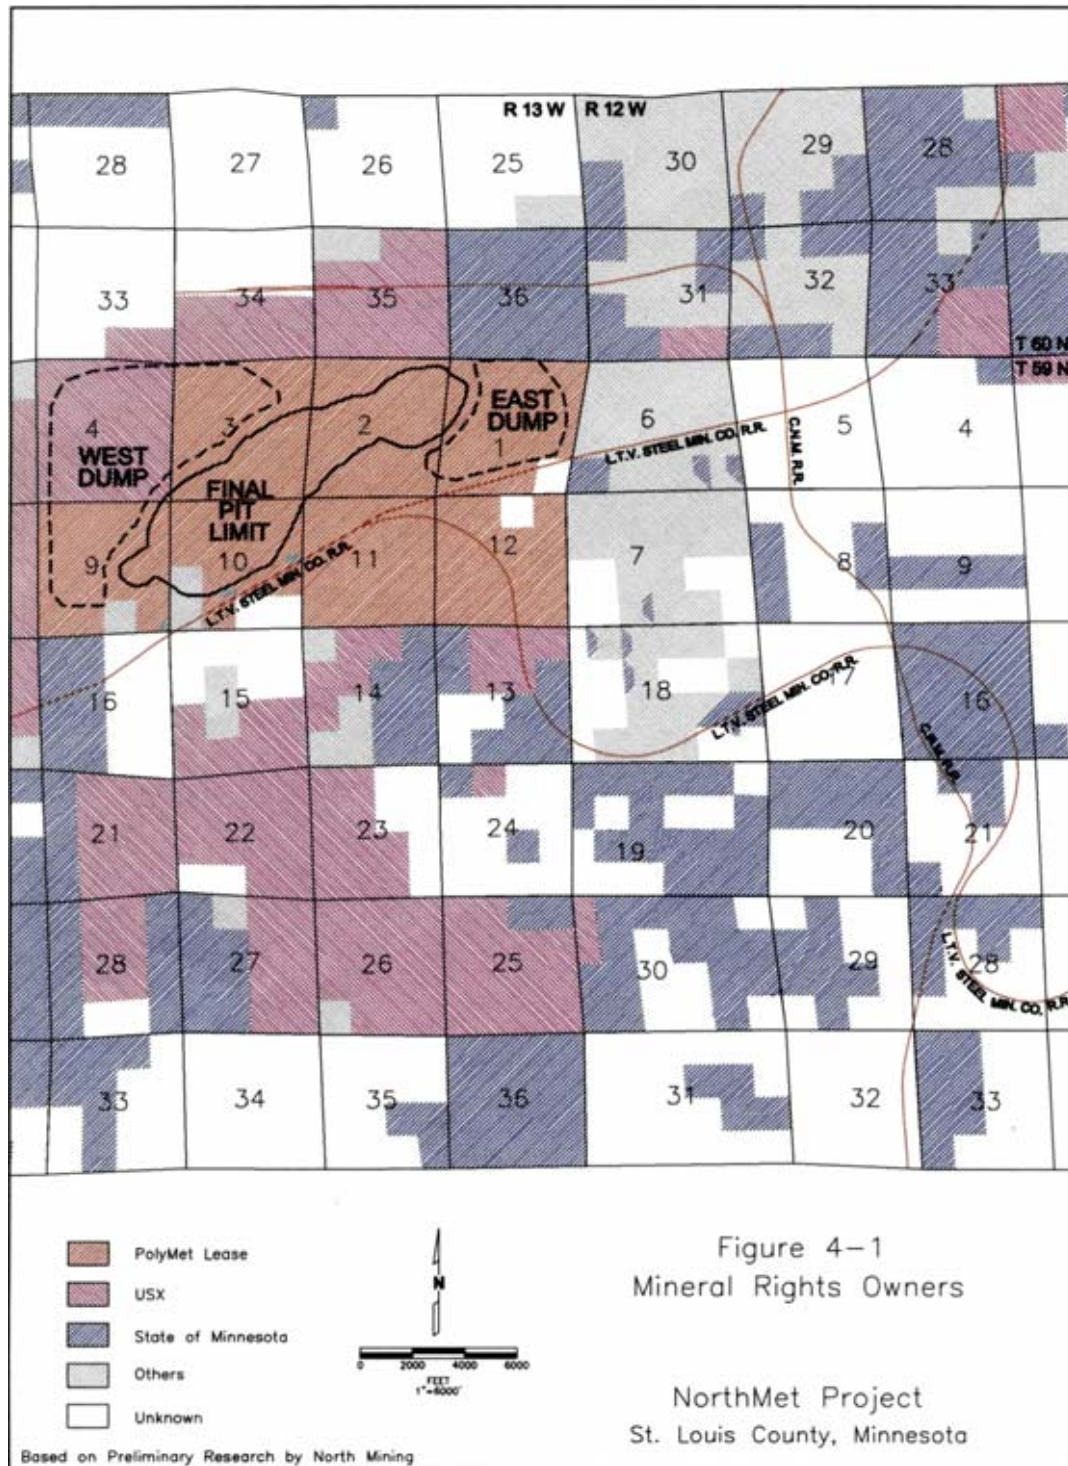 R 13 W R 12 W
28 27 26 25 30 29 28
33 34 35 36 31 32 33
T 60 N
T 59 N
4 3 2 1 6 5 4
EAST
DUMP
WEST
DUMP
L.T.V. STEEL MIN. CO. R.R.
C.N.M. R.R.
FINAL
PIT
LIMIT
9 10 11 12 7 8 9
L.T.V. STEEL MIN. CO. R.R.
16 15 14 13 18 17 16
L.T.V. STEEL MIN. CO. R.R.
C.N.M. R.R.
21 22 23 24 19 20 21
28 27 26 25 30 29 28
L.T.V. STEEL MIN. CO. R.R.
33 34 35 36 31 32 33
PolyMet Lease
USX
State of Minnesota
Others
Unknown
N
0 2000 4000 6000
FEET
1"=6000'
Figure 4-1
Mineral Rights Owners
NorthMet Project
St. Louis County, Minnesota
Based on Preliminary Research by North Mining